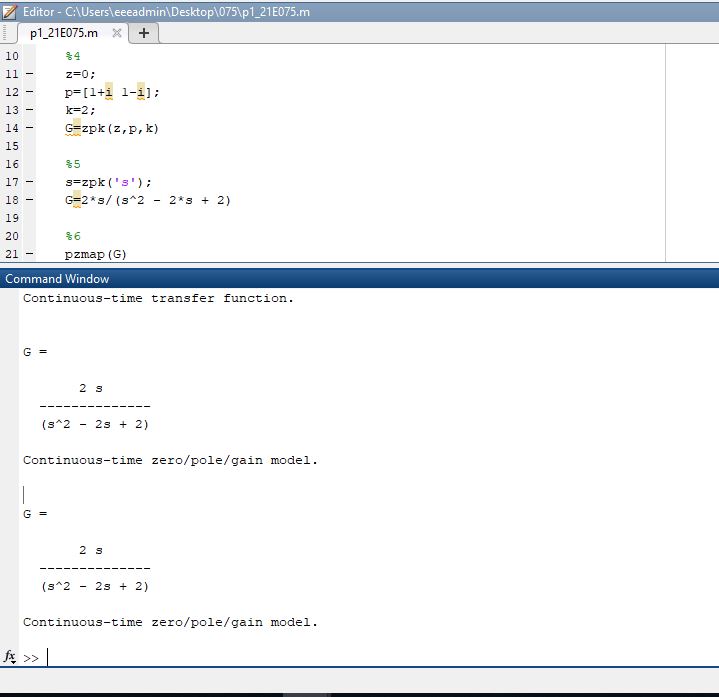 Editor - C:\Users\eeeadmin\Desktop\075\p1_21E075.m
p1_21E075.m × +
10 %4
11 - z=0;
12 - p=[1+i 1-i];
13 - k=2;
14 - G=zpk(z,p,k)
15
16 %5
17 - s=zpk('s');
18 - G=2*s/(s^2 - 2*s + 2)
19
20 %6
21 - pzmap(G)
Command Window
Continuous-time transfer function.
G =
2 s
--------------
(s^2 - 2s + 2)
Continuous-time zero/pole/gain model.
G =
2 s
--------------
(s^2 - 2s + 2)
Continuous-time zero/pole/gain model.
fx >>